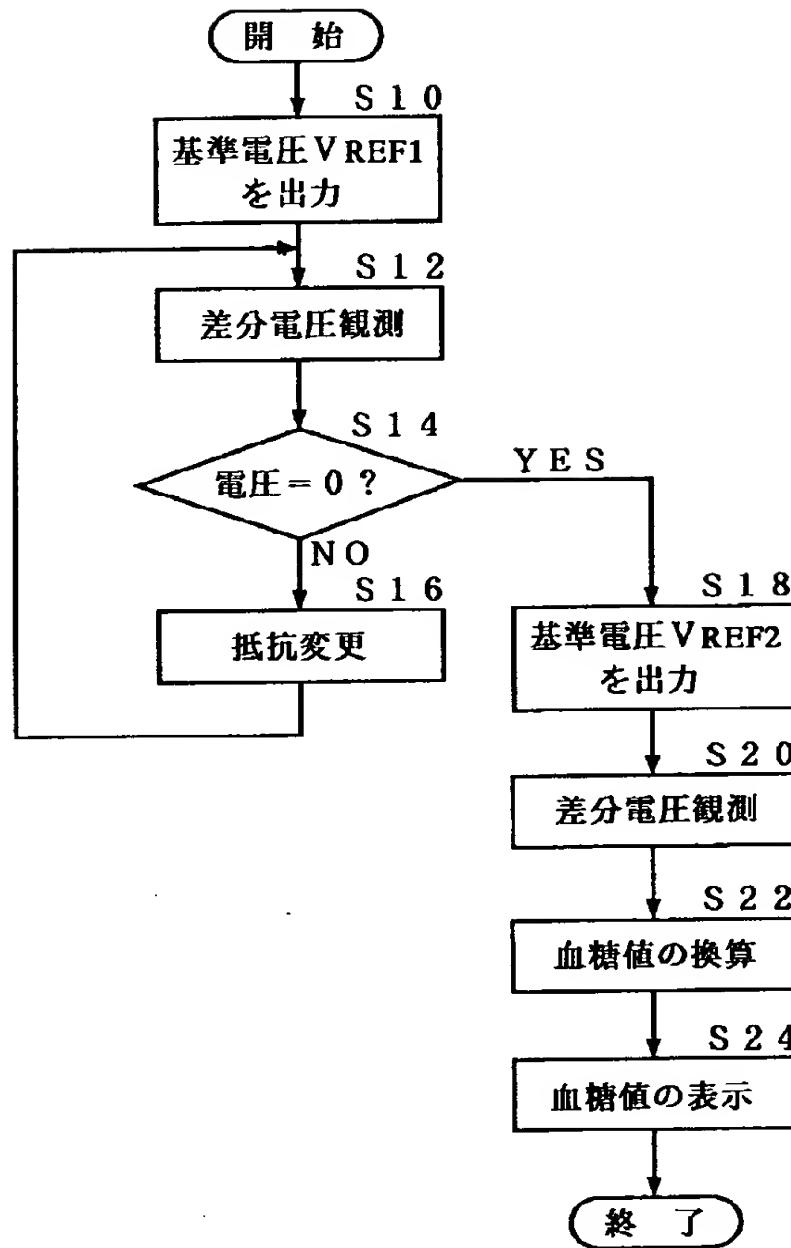 開 始
S10
基準電圧VREF1
を出力
S12
差分電圧観測
S14
電圧=0?
YES
NO
S16
抵抗変更
S18
基準電圧VREF2
を出力
S20
差分電圧観測
S22
血糖値の換算
S24
血糖値の表示
終 了